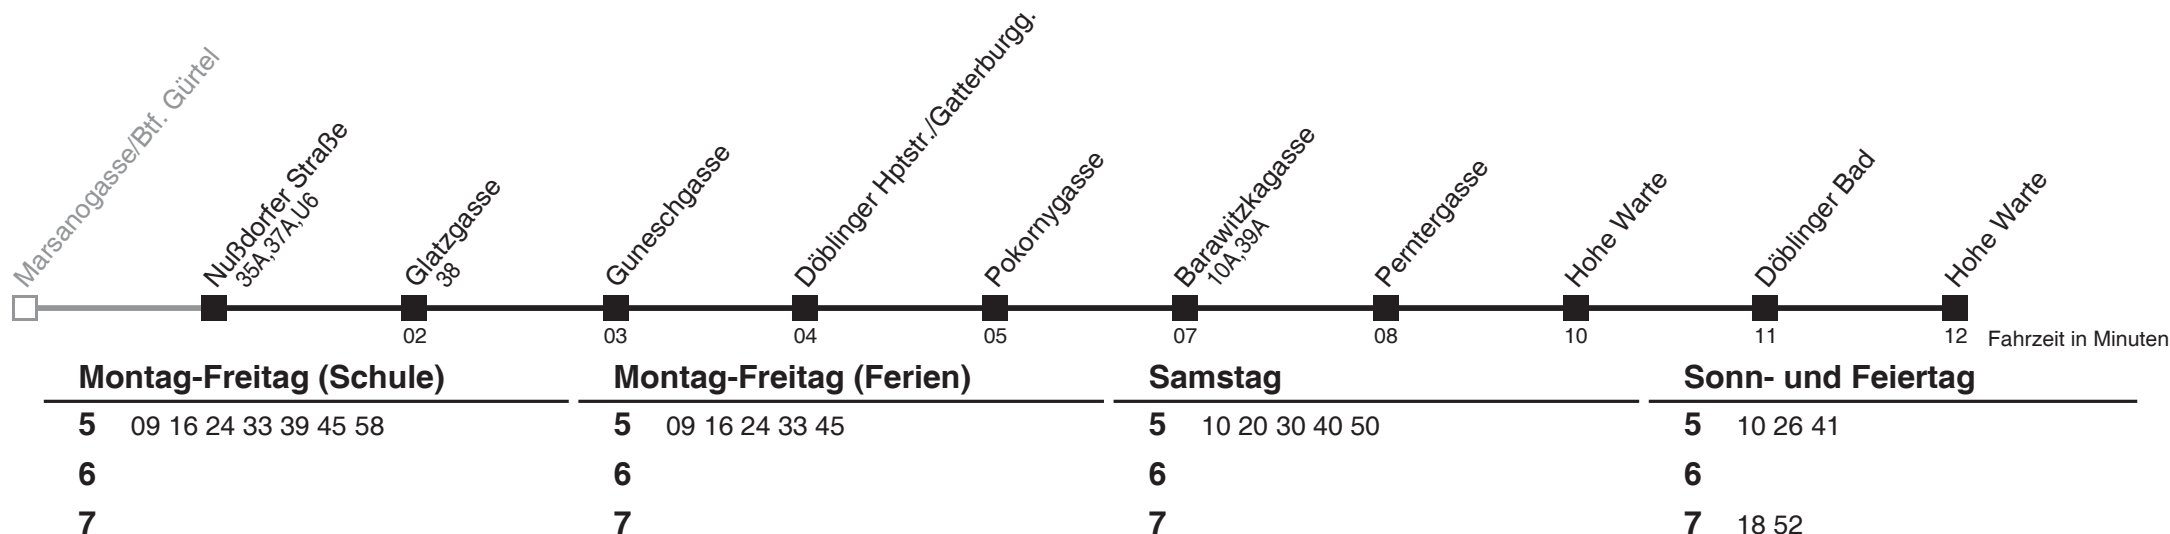 Marsanogasse/Btf. Gürtel
Nußdorfer Straße
35A,37A,U6
Glatzgasse
38
Guneschgasse
Döblinger Hptstr./Gatterburgg.
Pokornygasse
Barawitzkagasse
10A,39A
Perntergasse
Hohe Warte
Döblinger Bad
Hohe Warte
02 03 04 05 07 08 10 11 12 Fahrzeit in Minuten
Montag-Freitag (Schule) Montag-Freitag (Ferien) Samstag Sonn- und Feiertag
5 09 16 24 33 39 45 58 5 09 16 24 33 45 5 10 20 30 40 50 5 10 26 41
6 6 6 6
7 7 7 7 18 52